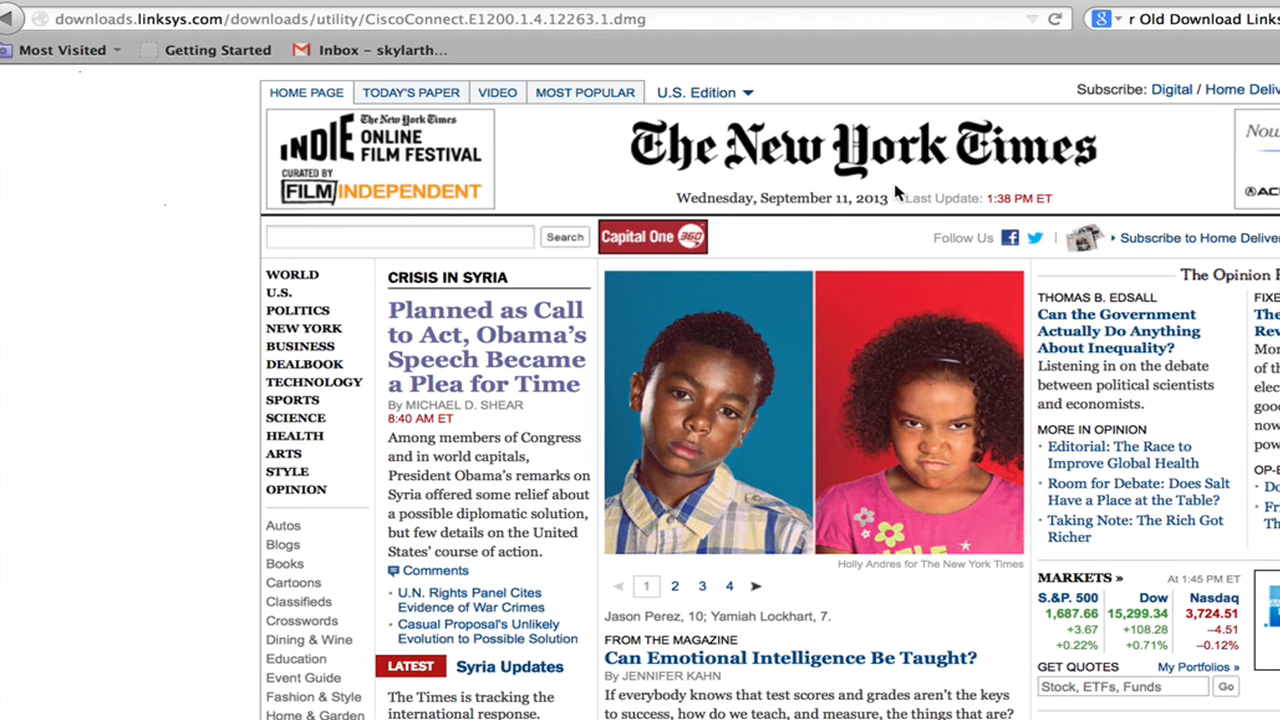 downloads.linksys.com/downloads/utility/CiscoConnect.E1200.1.4.12263.1.dmg
r Old Download Links
Most Visited
Getting Started
Inbox – skylarth...
HOME PAGE
TODAY'S PAPER
VIDEO
MOST POPULAR
U.S. Edition
Subscribe: Digital / Home Deliv
INDIE
The New York Times
ONLINE
FILM FESTIVAL
CURATED BY
FILM INDEPENDENT
The New York Times
Wednesday, September 11, 2013
Last Update: 1:38 PM ET
Now
Search
Capital One 360
Follow Us
Subscribe to Home Deliver
WORLD
U.S.
POLITICS
NEW YORK
BUSINESS
DEALBOOK
TECHNOLOGY
SPORTS
SCIENCE
HEALTH
ARTS
STYLE
OPINION
Autos
Blogs
Books
Cartoons
Classifieds
Crosswords
Dining & Wine
Education
Event Guide
Fashion & Style
Home & Garden
CRISIS IN SYRIA
Planned as Call
to Act, Obama's
Speech Became
a Plea for Time
By MICHAEL D. SHEAR
8:40 AM ET
Among members of Congress
and in world capitals,
President Obama's remarks on
Syria offered some relief about
a possible diplomatic solution,
but few details on the United
States' course of action.
Comments
U.N. Rights Panel Cites
Evidence of War Crimes
Casual Proposal's Unlikely
Evolution to Possible Solution
LATEST
Syria Updates
The Times is tracking the
international response.
Holly Andres for The New York Times
1 2 3 4
Jason Perez, 10; Yamiah Lockhart, 7.
FROM THE MAGAZINE
Can Emotional Intelligence Be Taught?
By JENNIFER KAHN
If everybody knows that test scores and grades aren't the keys
to success, how do we teach, and measure, the things that are?
The Opinion P
THOMAS B. EDSALL
Can the Government
Actually Do Anything
About Inequality?
Listening in on the debate
between political scientists
and economists.
MORE IN OPINION
Editorial: The Race to
Improve Global Health
Room for Debate: Does Salt
Have a Place at the Table?
Taking Note: The Rich Got
Richer
FIXE
The
Rev
Mor
of th
elec
goo
now
pow
OP-E
Do
Fr
Th
MARKETS »
At 1:45 PM ET
S.&P. 500 Dow Nasdaq
1,687.66 15,299.34 3,724.51
+3.67 +108.28 –4.51
+0.22% +0.71% –0.12%
GET QUOTES
My Portfolios »
Stock, ETFs, Funds
Go